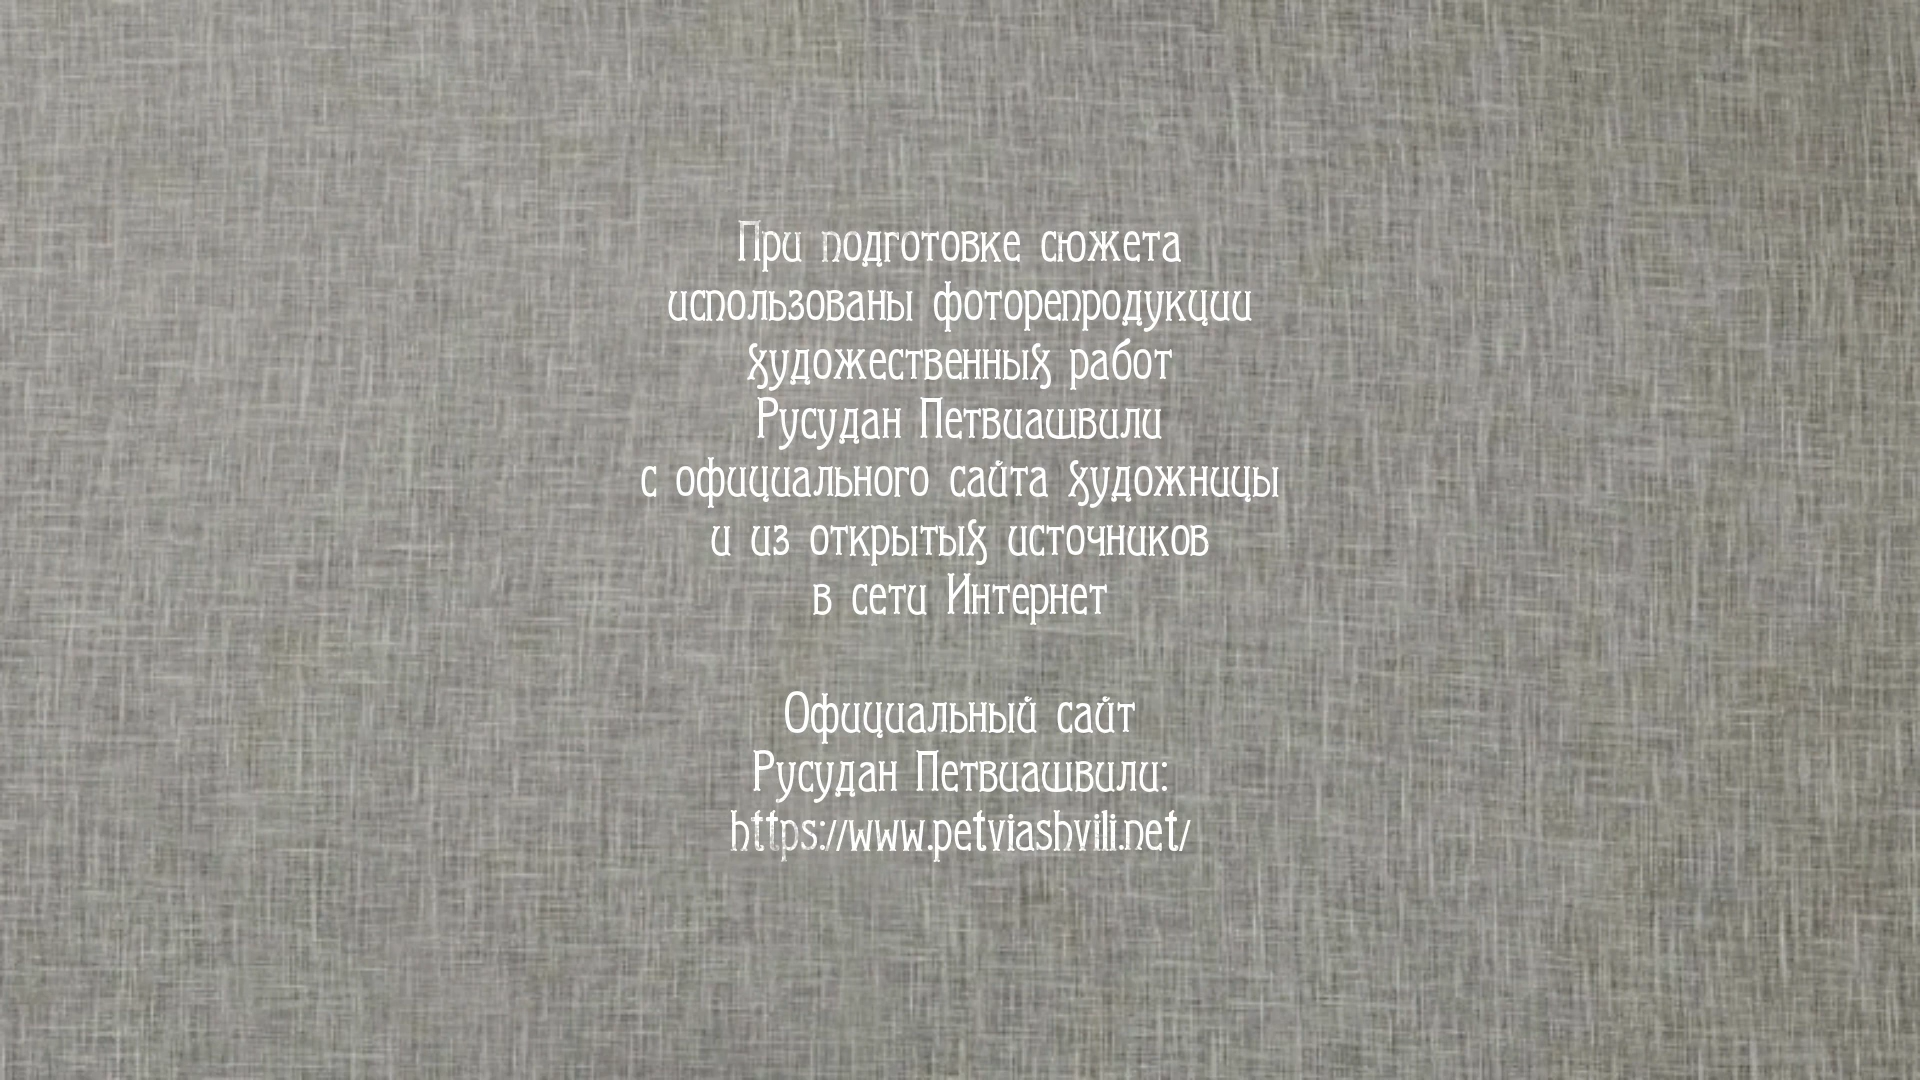 При подготовке сюжета
использованы фоторепродукции
художественных работ
Русудан Петвиашвили
с официального сайта художницы
и из открытых источников
в сети Интернет
Официальный сайт
Русудан Петвиашвили:
https://www.petviashvili.net/